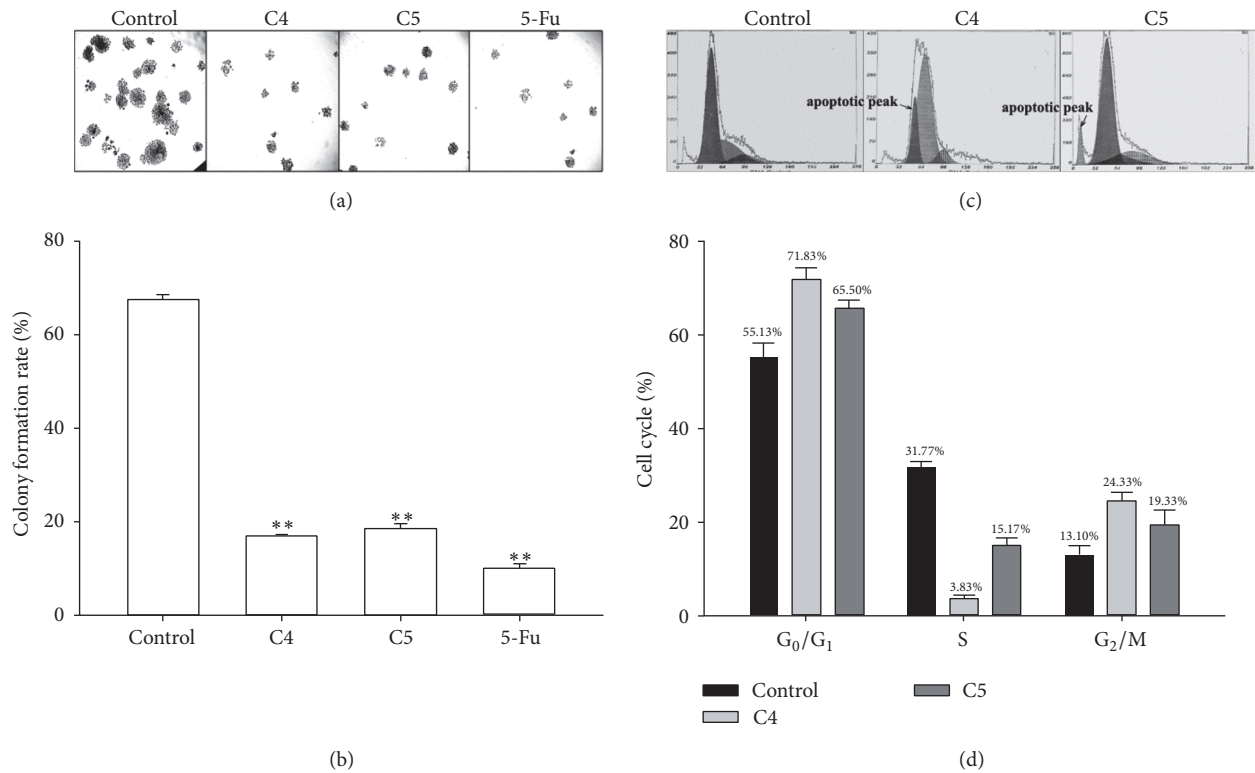 Control C4 C5 5-Fu
(a)
Control C4 C5
apoptotic peak
apoptotic peak
(c)
80
60
40
20
0
Colony formation rate (%)
**
**
**
Control C4 C5 5-Fu
(b)
80
60
40
20
0
Cell cycle (%)
55.13%
71.83%
65.50%
31.77%
3.83%
15.17%
13.10%
24.33%
19.33%
G0/G1 S G2/M
Control
C4
C5
(d)